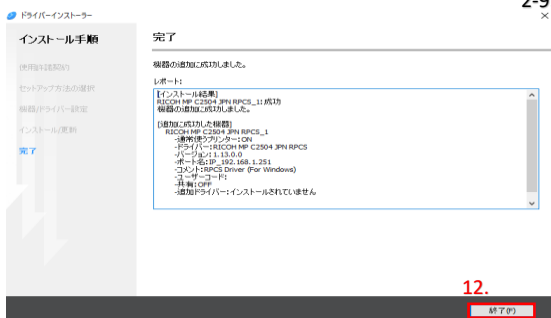 2-9
ドライバーインストーラー
インストール手順
完了
使用許諾契約
セットアップ方法の選択
機器/ドライバー設定
インストール/更新
完了
機器の追加に成功しました。
レポート:
[インストール結果]
RICOH MP C2504 JPN RPCS_1: 成功
機器の追加に成功しました。
[追加に成功した機器]
RICOH MP C2504 JPN RPCS_1
-通常使うプリンター: ON
-ドライバー: RICOH MP C2504 JPN RPCS
-バージョン: 1.13.0.0
-ポート名: IP_192.168.1.251
-コメント: RPCS Driver (For Windows)
-ユーザーコード:
-共有: OFF
-追加ドライバー: インストールされていません
12.
終了(F)